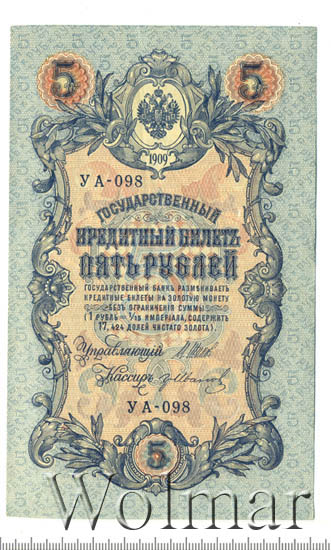 5 5
1909
УА-098
ГОСУДАРСТВЕННЫЙ
КРЕДИТНЫЙ БИЛЕТЪ
ПЯТЬ РУБЛЕЙ
ГОСУДАРСТВЕННЫЙ БАНКЪ РАЗМѢНИВАЕТЪ
КРЕДИТНЫЕ БИЛЕТЫ НА ЗОЛОТУЮ МОНЕТУ
БЕЗЪ ОГРАНИЧЕНІЯ СУММЫ
(1 РУБЛЬ = 1/15 ИМПЕРІАЛА, СОДЕРЖИТЪ
17,424 ДОЛЕЙ ЧИСТАГО ЗОЛОТА).
Управляющій
Кассиръ
УА-098
5
Wolmar